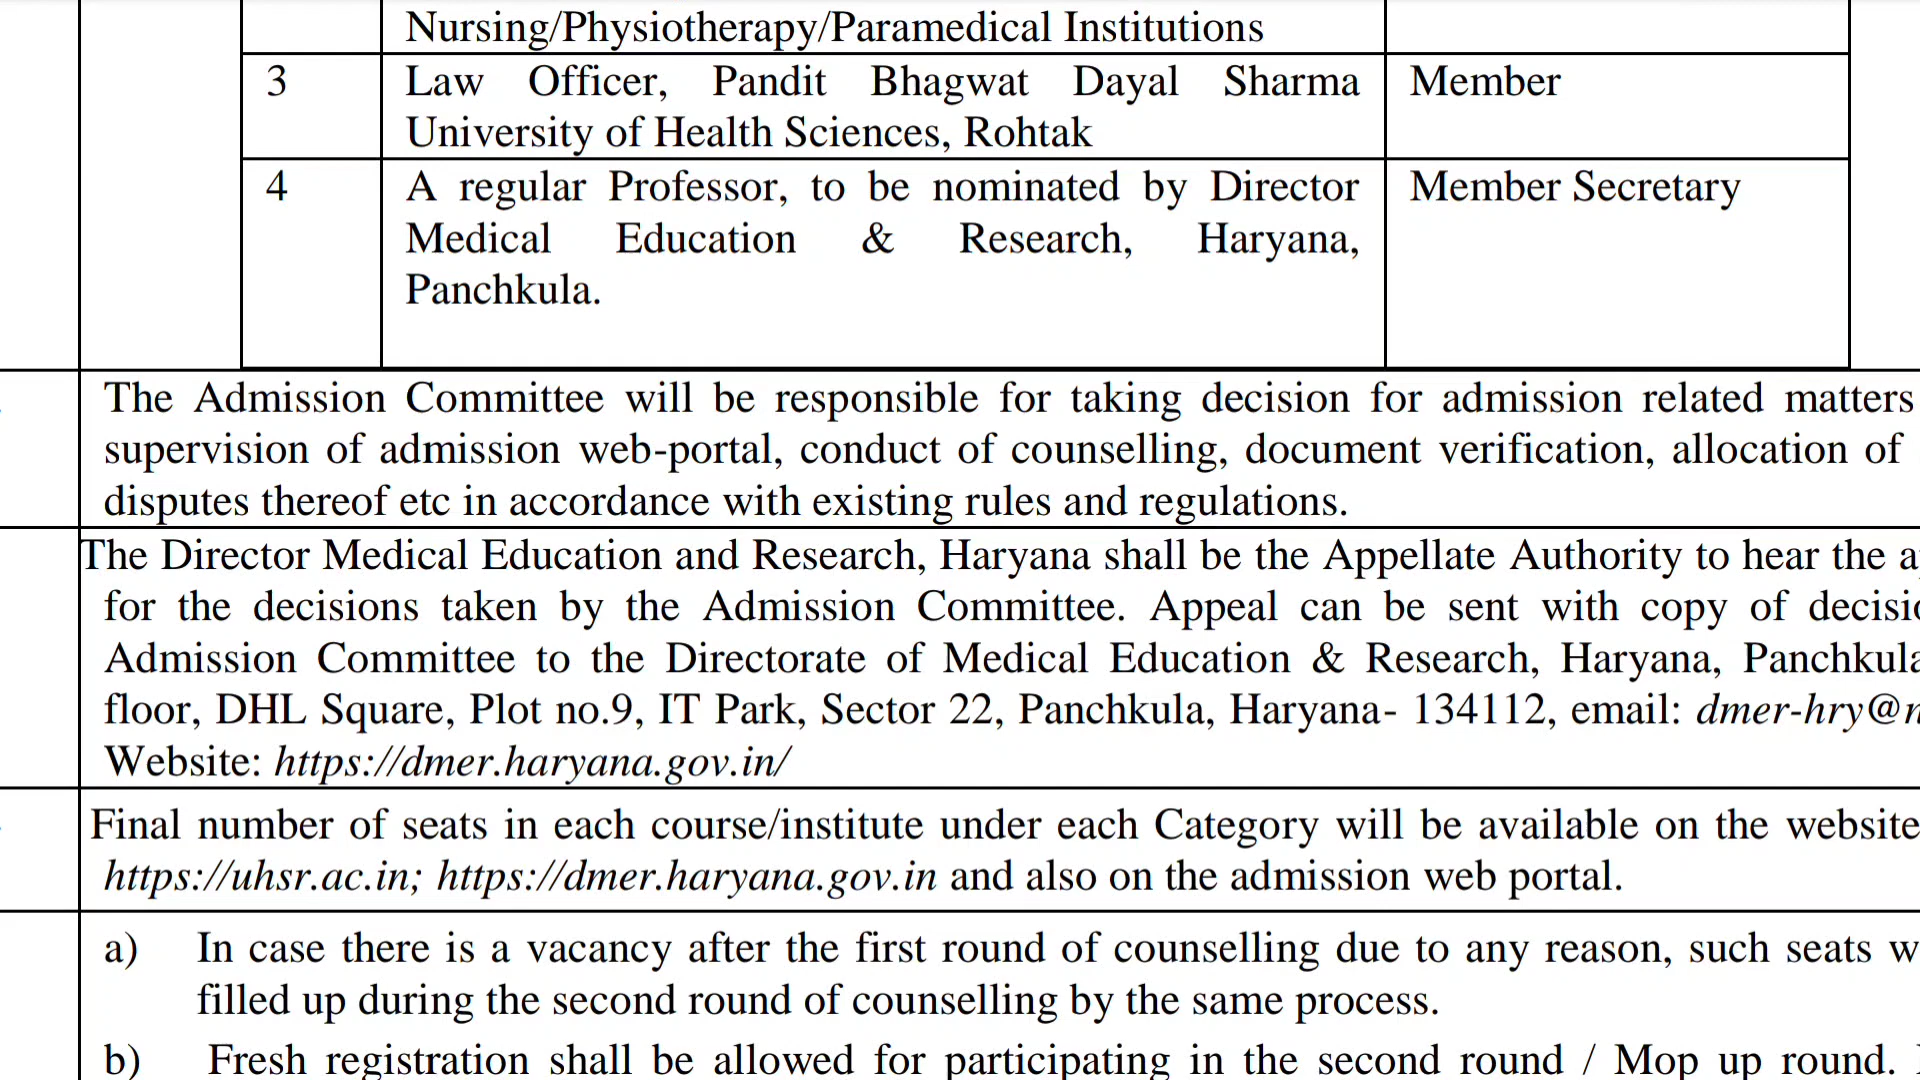 Nursing/Physiotherapy/Paramedical Institutions
3 Law Officer, Pandit Bhagwat Dayal Sharma Member
University of Health Sciences, Rohtak
4 A regular Professor, to be nominated by Director Member Secretary
Medical Education & Research, Haryana,
Panchkula.
The Admission Committee will be responsible for taking decision for admission related matters
supervision of admission web-portal, conduct of counselling, document verification, allocation of
disputes thereof etc in accordance with existing rules and regulations.
The Director Medical Education and Research, Haryana shall be the Appellate Authority to hear the
for the decisions taken by the Admission Committee. Appeal can be sent with copy of
Admission Committee to the Directorate of Medical Education & Research, Haryana, Panchkula
floor, DHL Square, Plot no.9, IT Park, Sector 22, Panchkula, Haryana- 134112, email: dmer-hry@
Website: https://dmer.haryana.gov.in/
Final number of seats in each course/institute under each Category will be available on the website
https://uhsr.ac.in; https://dmer.haryana.gov.in and also on the admission web portal.
a) In case there is a vacancy after the first round of counselling due to any reason, such seats
filled up during the second round of counselling by the same process.
b) Fresh registration shall be allowed for participating in the second round / Mop up round.